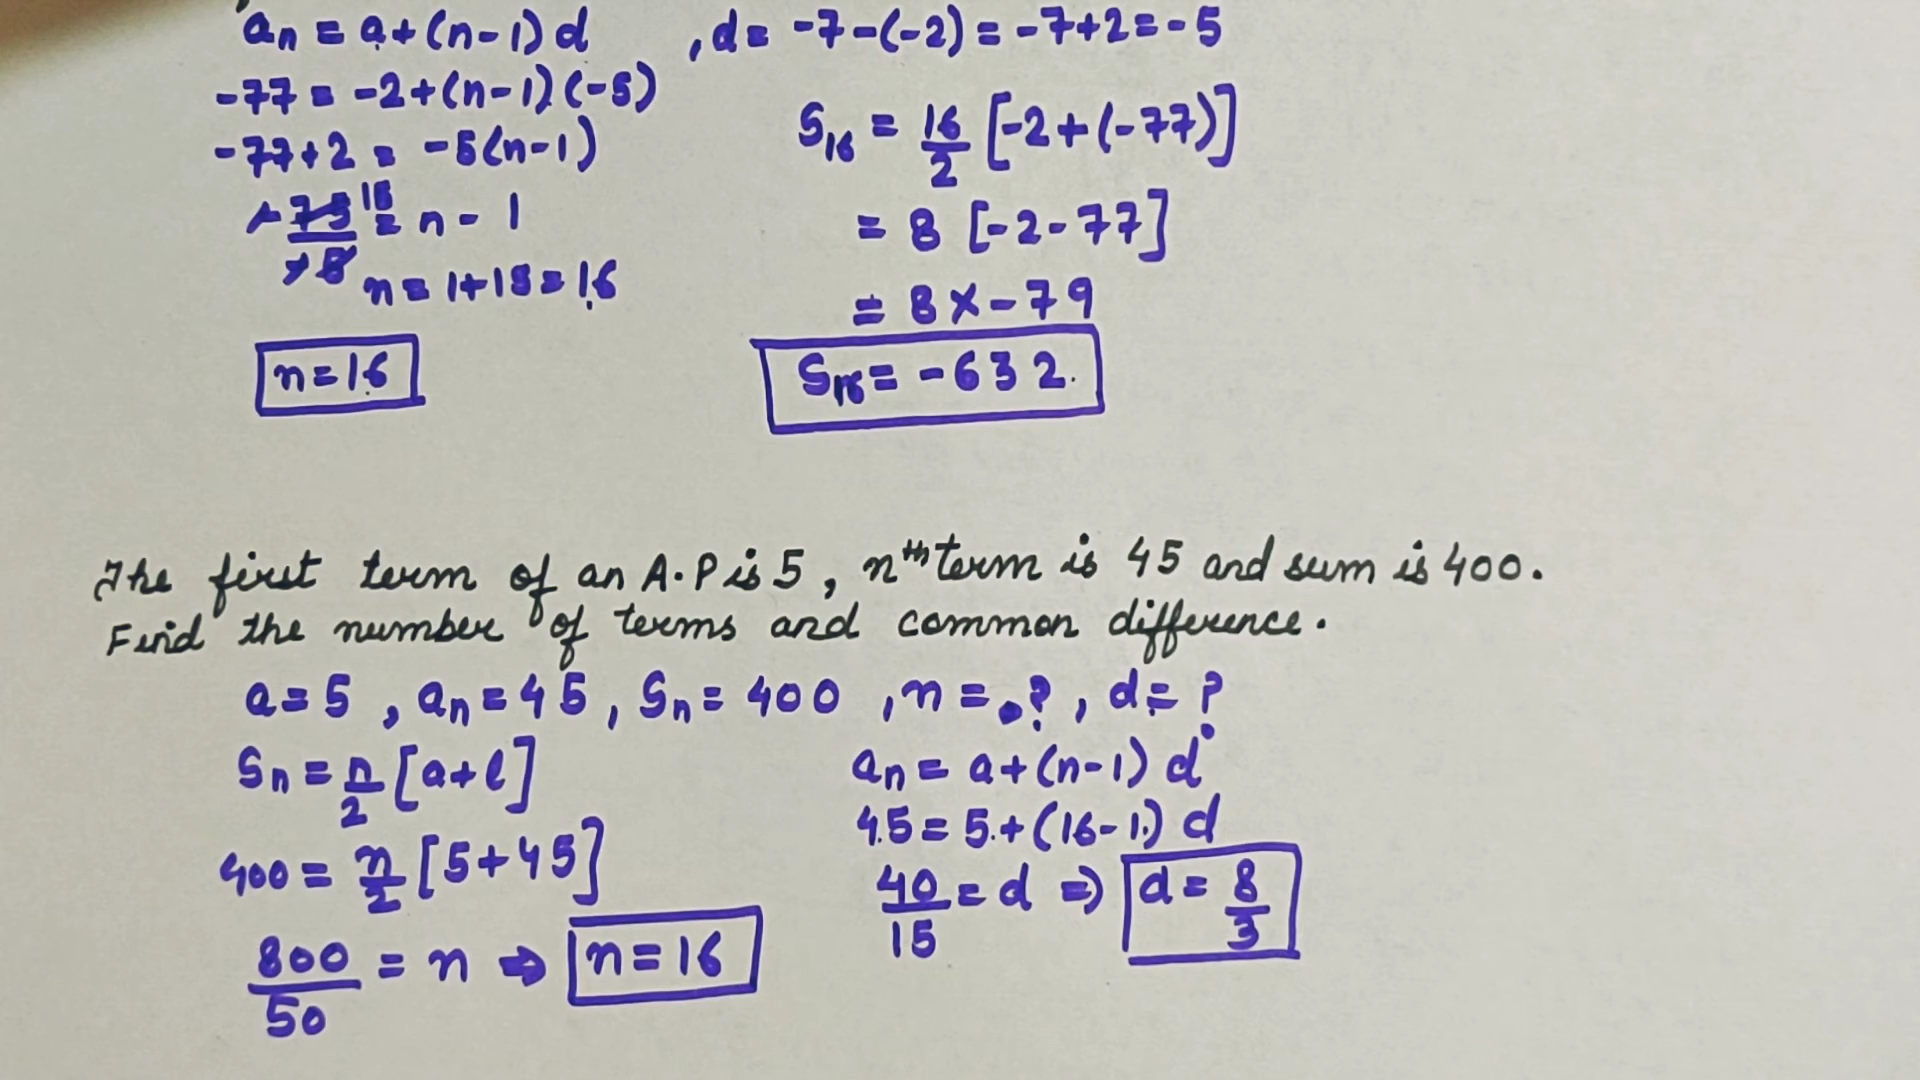 an = a + (n-1) d , d = -7-(-2) = -7+2 = -5
-77 = -2+(n-1) (-5)
-77+2 = -5(n-1)
-75/-5 15 = n - 1
n = 1+15 = 16
n=16
S16 = 16/2 [-2+(-77)]
= 8 [-2-77]
= 8 x -79
S16 = -632.
The first term of an A.P is 5, nth term is 45 and sum is 400.
Find the number of terms and common difference.
a=5, an=45, Sn=400, n=?, d=?
Sn = n/2 [a+l]
400 = n/2 [5+45]
800/50 = n ⇒ n=16
an = a+(n-1) d
45 = 5+(16-1) d
40/15 = d ⇒ d = 8/3